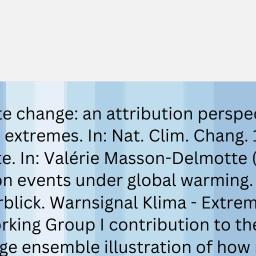 te change: an attribution perspe
extremes. In: Nat. Clim. Chang. 1
te. In: Valérie Masson-Delmotte (
on events under global warming.
rblick. Warnsignal Klima - Extrem
rking Group I contribution to the
ge ensemble illustration of how